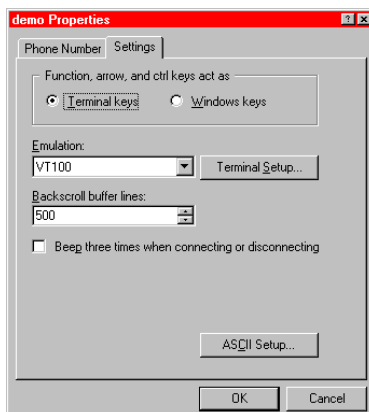 demo Properties
Phone Number Settings
Function, arrow, and ctrl keys act as
Terminal keys Windows keys
Emulation:
VT100 Terminal Setup...
Backscroll buffer lines:
500
Beep three times when connecting or disconnecting
ASCII Setup...
OK Cancel